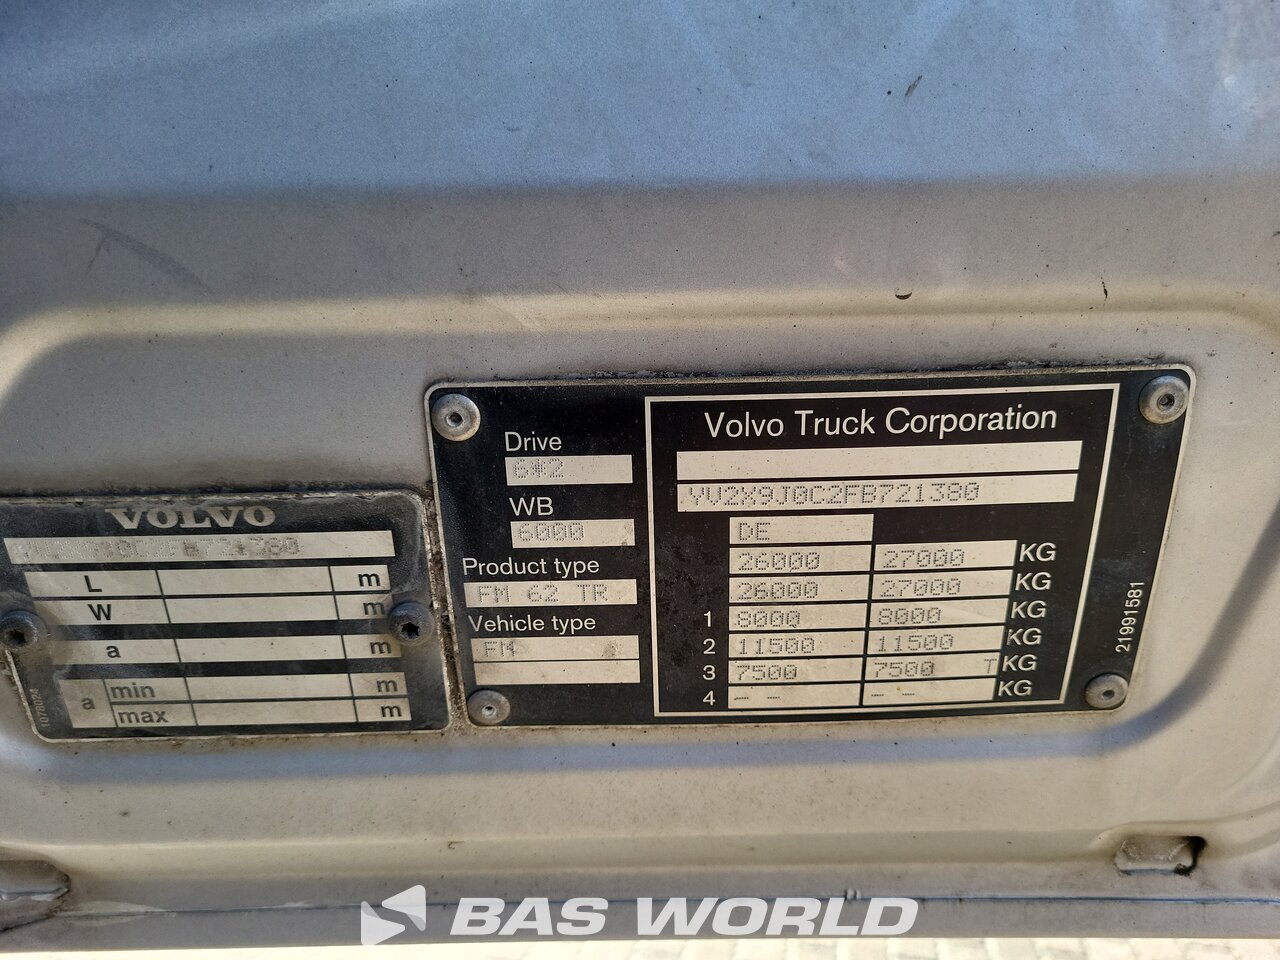 VOLVO
L m
W m
a m
a min m
max m
Drive
6*2
WB
6000
Product type
FM 62 TR
Vehicle type
FM
Volvo Truck Corporation
YV2X9J0C2FB721380
DE
26000 27000 KG
26000 27000 KG
1 8000 8000 KG
2 11500 11500 KG
3 7500 7500 T KG
4 ---- -- ---- -- KG
21991581
BAS WORLD